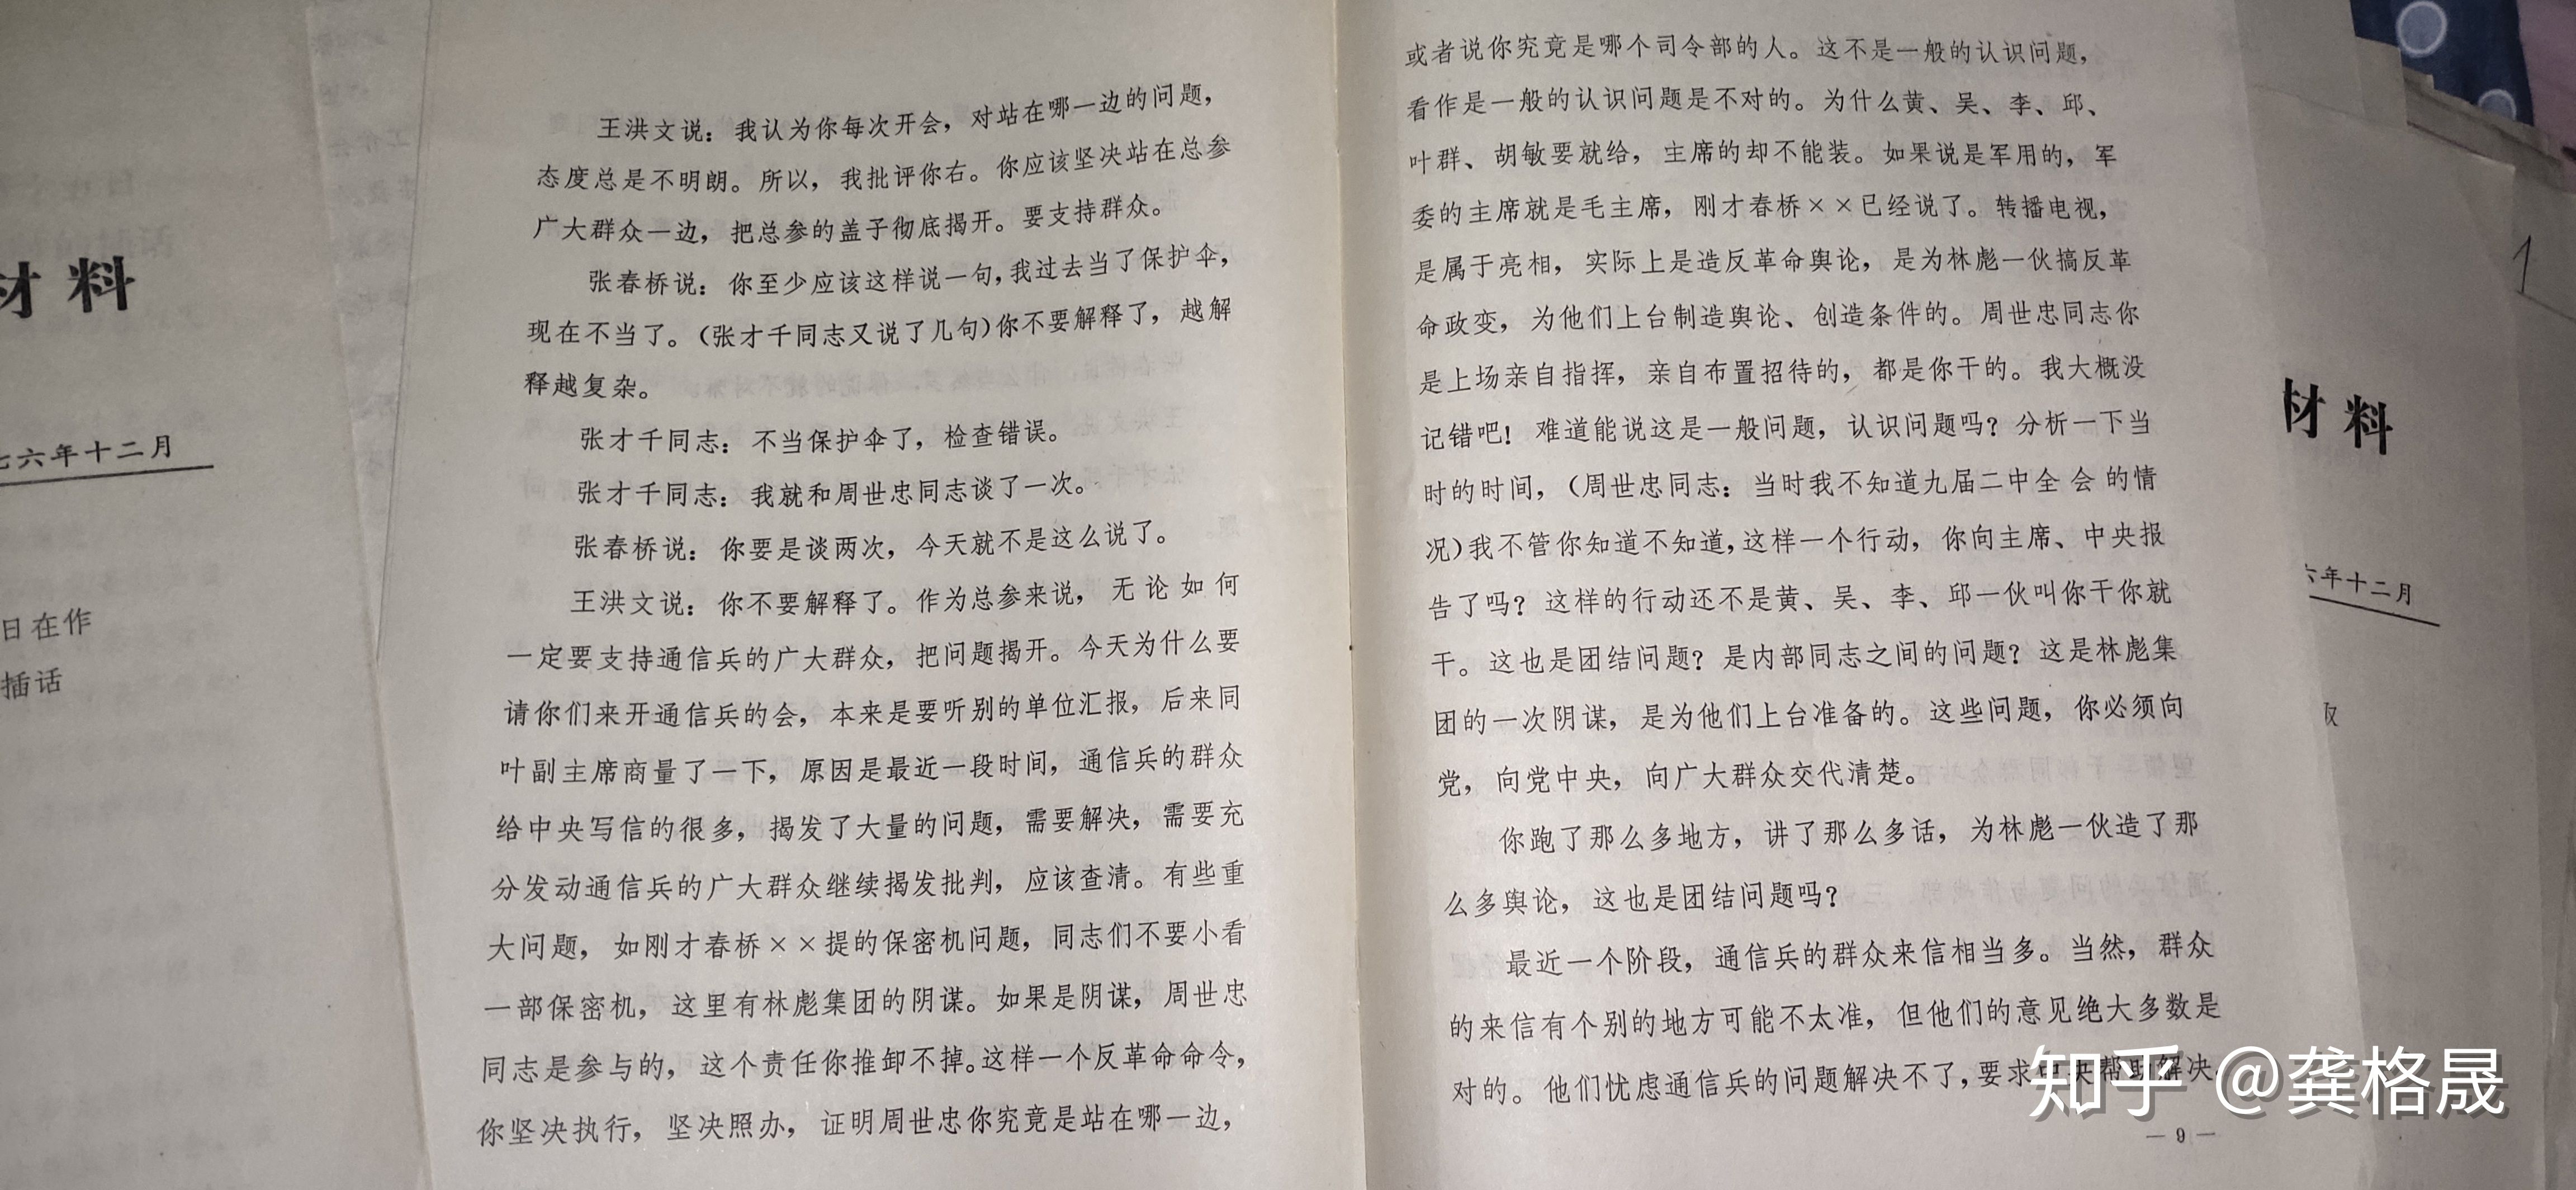 材料
七六年十二月
日在作
插话
王洪文说：我认为你每次开会，对站在哪一边的问题，
态度总是不明朗。所以，我批评你右。你应该坚决站在总参
广大群众一边，把总参的盖子彻底揭开。要支持群众。
张春桥说：你至少应该这样说一句，我过去当了保护伞，
现在不当了。（张才千同志又说了几句）你不要解释了，越解
释越复杂。
张才千同志：不当保护伞了，检查错误。
张才千同志：我就和周世忠同志谈了一次。
张春桥说：你要是谈两次，今天就不是这么说了。
王洪文说：你不要解释了。作为总参来说，无论如何
一定要支持通信兵的广大群众，把问题揭开。今天为什么要
请你们来开通信兵的会，本来是要听别的单位汇报，后来同
叶副主席商量了一下，原因是最近一段时间，通信兵的群众
给中央写信的很多，揭发了大量的问题，需要解决，需要充
分发动通信兵的广大群众继续揭发批判，应该查清。有些重
大问题，如刚才春桥××提的保密机问题，同志们不要小看
一部保密机，这里有林彪集团的阴谋。如果是阴谋，周世忠
同志是参与的，这个责任你推卸不掉。这样一个反革命命令，
你坚决执行，坚决照办，证明周世忠你究竟是站在哪一边，
或者说你究竟是哪个司令部的人。这不是一般的认识问题，
看作是一般的认识问题是不对的。为什么黄、吴、李、邱、
叶群、胡敏要就给，主席的却不能装。如果说是军用的，军
委的主席就是毛主席，刚才春桥××已经说了。转播电视，
是属于亮相，实际上是造反革命舆论，是为林彪一伙搞反革
命政变，为他们上台制造舆论、创造条件的。周世忠同志你
是上场亲自指挥，亲自布置招待的，都是你干的。我大概没
记错吧！难道能说这是一般问题，认识问题吗？分析一下当
时的时间，（周世忠同志：当时我不知道九届二中全会的情
况）我不管你知道不知道，这样一个行动，你向主席、中央报
告了吗？这样的行动还不是黄、吴、李、邱一伙叫你干你就
干。这也是团结问题？是内部同志之间的问题？这是林彪集
团的一次阴谋，是为他们上台准备的。这些问题，你必须向
党，向党中央，向广大群众交代清楚。
你跑了那么多地方，讲了那么多话，为林彪一伙造了那
么多舆论，这也是团结问题吗？
最近一个阶段，通信兵的群众来信相当多。当然，群众
的来信有个别的地方可能不太准，但他们的意见绝大多数是
对的。他们忧虑通信兵的问题解决不了，要求中央帮助解决。
— 9 —
材料
六年十二月
知乎 @龚格晟